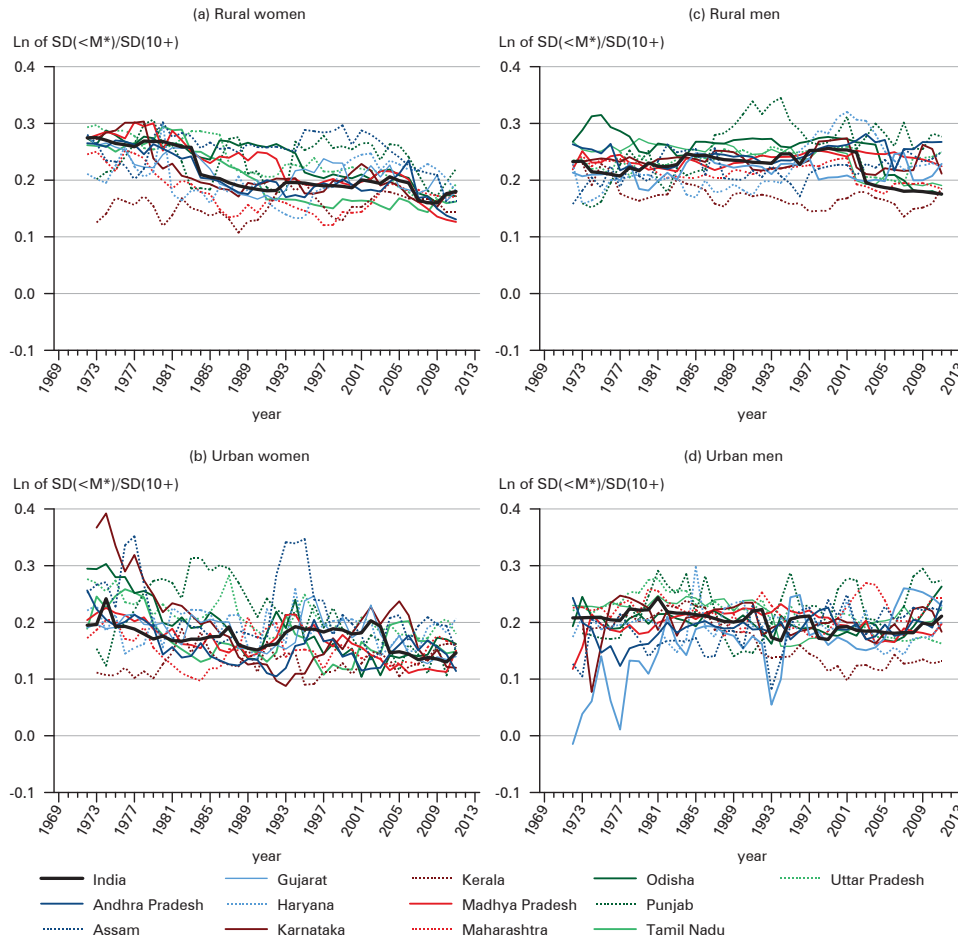 (a) Rural women
Ln of SD(<M*)/SD(10+)
0.4
0.3
0.2
0.1
0.0
-0.1
1969 1973 1977 1981 1985 1989 1993 1997 2001 2005 2009 2013
year
(c) Rural men
Ln of SD(<M*)/SD(10+)
0.4
0.3
0.2
0.1
0.0
-0.1
1969 1973 1977 1981 1985 1989 1993 1997 2001 2005 2009 2013
year
(b) Urban women
Ln of SD(<M*)/SD(10+)
0.4
0.3
0.2
0.1
0.0
-0.1
1969 1973 1977 1981 1985 1989 1993 1997 2001 2005 2009 2013
year
(d) Urban men
Ln of SD(<M*)/SD(10+)
0.4
0.3
0.2
0.1
0.0
-0.1
1969 1973 1977 1981 1985 1989 1993 1997 2001 2005 2009 2013
year
India Gujarat Kerala Odisha Uttar Pradesh
Andhra Pradesh Haryana Madhya Pradesh Punjab
Assam Karnataka Maharashtra Tamil Nadu